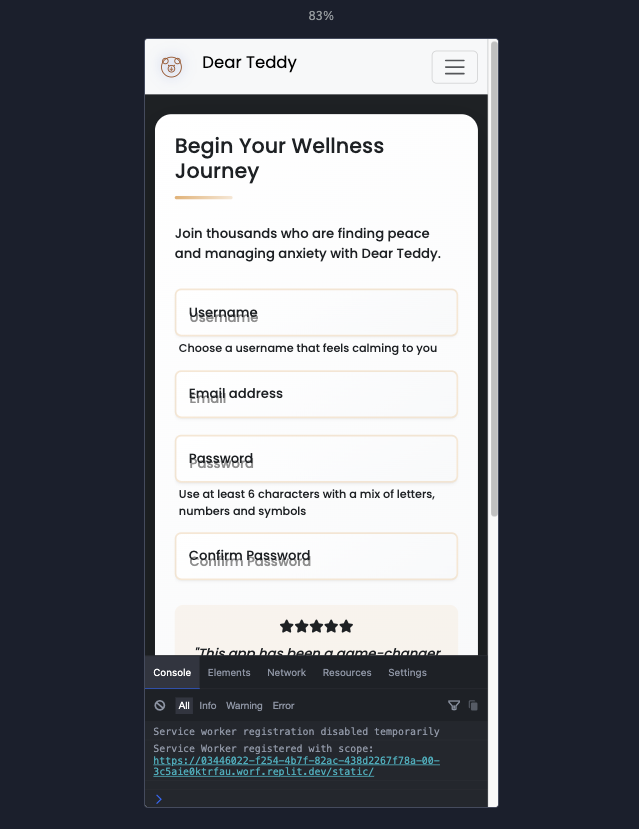 83%
Dear Teddy
Begin Your Wellness
Journey
Join thousands who are finding peace
and managing anxiety with Dear Teddy.
Username
Username
Choose a username that feels calming to you
Email address
Email
Password
Password
Use at least 6 characters with a mix of letters,
numbers and symbols
Confirm Password
Confirm Password
"This app has been a game-changer
Console Elements Network Resources Settings
All Info Warning Error
Service worker registration disabled temporarily
Service Worker registered with scope:
https://03446022-f254-4b7f-82ac-438d2267f78a-00-
3c5aie0ktrfau.worf.replit.dev/static/